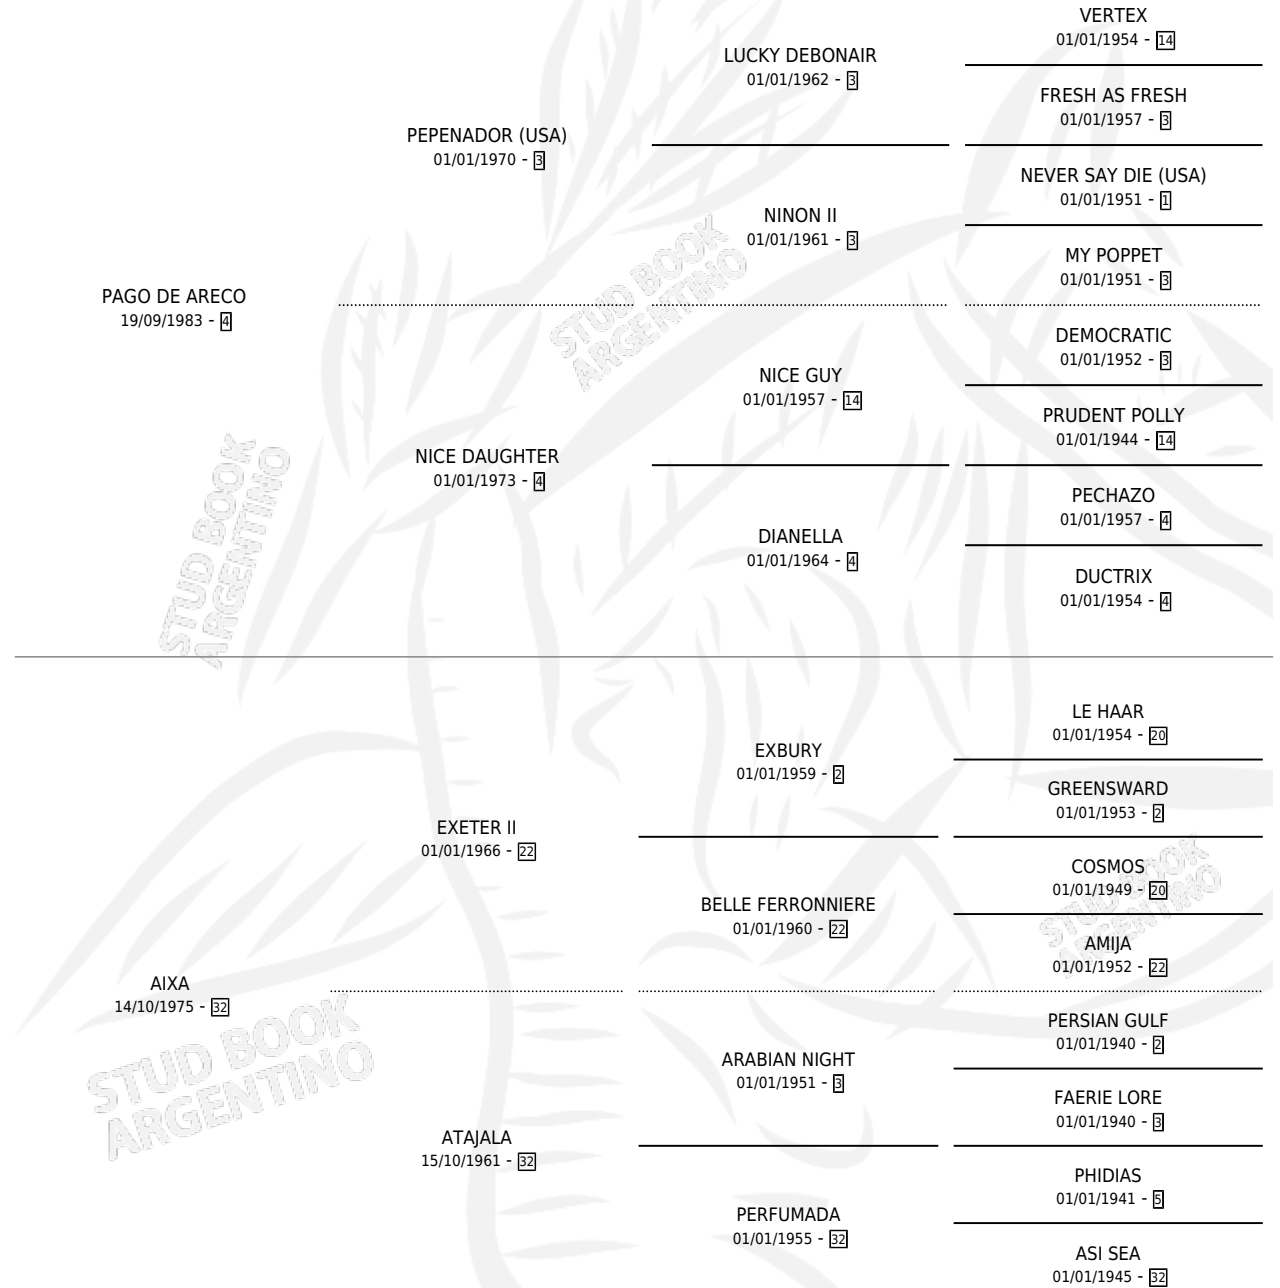 VERTEX
01/01/1954 - 14
LUCKY DEBONAIR
01/01/1962 - 3
FRESH AS FRESH
01/01/1957 - 3
PEPENADOR (USA)
01/01/1970 - 3
NEVER SAY DIE (USA)
01/01/1951 - 1
NINON II
01/01/1961 - 3
MY POPPET
01/01/1951 - 3
PAGO DE ARECO
19/09/1983 - 4
DEMOCRATIC
01/01/1952 - 3
NICE GUY
01/01/1957 - 14
PRUDENT POLLY
01/01/1944 - 14
NICE DAUGHTER
01/01/1973 - 4
PECHAZO
01/01/1957 - 4
DIANELLA
01/01/1964 - 4
DUCTRIX
01/01/1954 - 4
LE HAAR
01/01/1954 - 20
EXBURY
01/01/1959 - 2
GREENSWARD
01/01/1953 - 2
EXETER II
01/01/1966 - 22
COSMOS
01/01/1949 - 20
BELLE FERRONNIERE
01/01/1960 - 22
AMIJA
01/01/1952 - 22
AIXA
14/10/1975 - 32
PERSIAN GULF
01/01/1940 - 2
ARABIAN NIGHT
01/01/1951 - 3
FAERIE LORE
01/01/1940 - 3
ATAJALA
15/10/1961 - 32
PHIDIAS
01/01/1941 - 5
PERFUMADA
01/01/1955 - 32
ASI SEA
01/01/1945 - 32
STUD BOOK
ARGENTINO
STUD BOOK
ARGENTINO
STUD BOOK
ARGENTINO
STUD BOOK
ARGENTINO